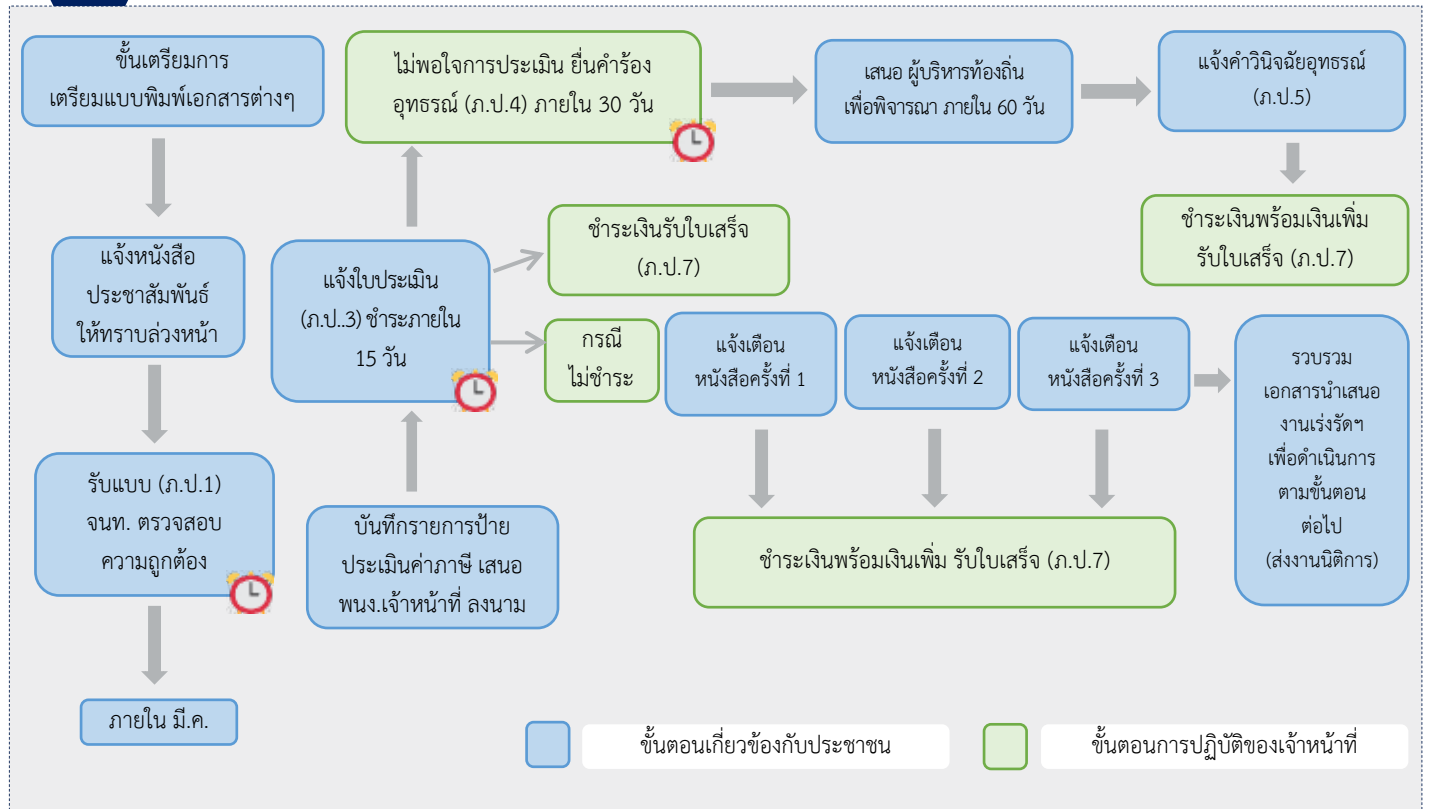 ขั้นเตรียมการ
เตรียมแบบพิมพ์เอกสารต่างๆ
แจ้งหนังสือ
ประชาสัมพันธ์
ให้ทราบล่วงหน้า
รับแบบ (ภ.ป.1)
จนท. ตรวจสอบ
ความถูกต้อง
ภายใน มี.ค.
ไม่พอใจการประเมิน ยื่นคำร้อง
อุทธรณ์ (ภ.ป.4) ภายใน 30 วัน
แจ้งใบประเมิน
(ภ.ป..3) ชำระภายใน
15 วัน
บันทึกรายการป้าย
ประเมินค่าภาษี เสนอ
พนง.เจ้าหน้าที่ ลงนาม
เสนอ ผู้บริหารท้องถิ่น
เพื่อพิจารณา ภายใน 60 วัน
แจ้งคำวินิจฉัยอุทธรณ์
(ภ.ป.5)
ชำระเงินพร้อมเงินเพิ่ม
รับใบเสร็จ (ภ.ป.7)
ชำระเงินรับใบเสร็จ
(ภ.ป.7)
กรณี
ไม่ชำระ
แจ้งเตือน
หนังสือครั้งที่ 1
แจ้งเตือน
หนังสือครั้งที่ 2
แจ้งเตือน
หนังสือครั้งที่ 3
รวบรวม
เอกสารนำเสนอ
งานเร่งรัดฯ
เพื่อดำเนินการ
ตามขั้นตอน
ต่อไป
(ส่งงานนิติการ)
ชำระเงินพร้อมเงินเพิ่ม รับใบเสร็จ (ภ.ป.7)
ขั้นตอนเกี่ยวข้องกับประชาชน
ขั้นตอนการปฏิบัติของเจ้าหน้าที่